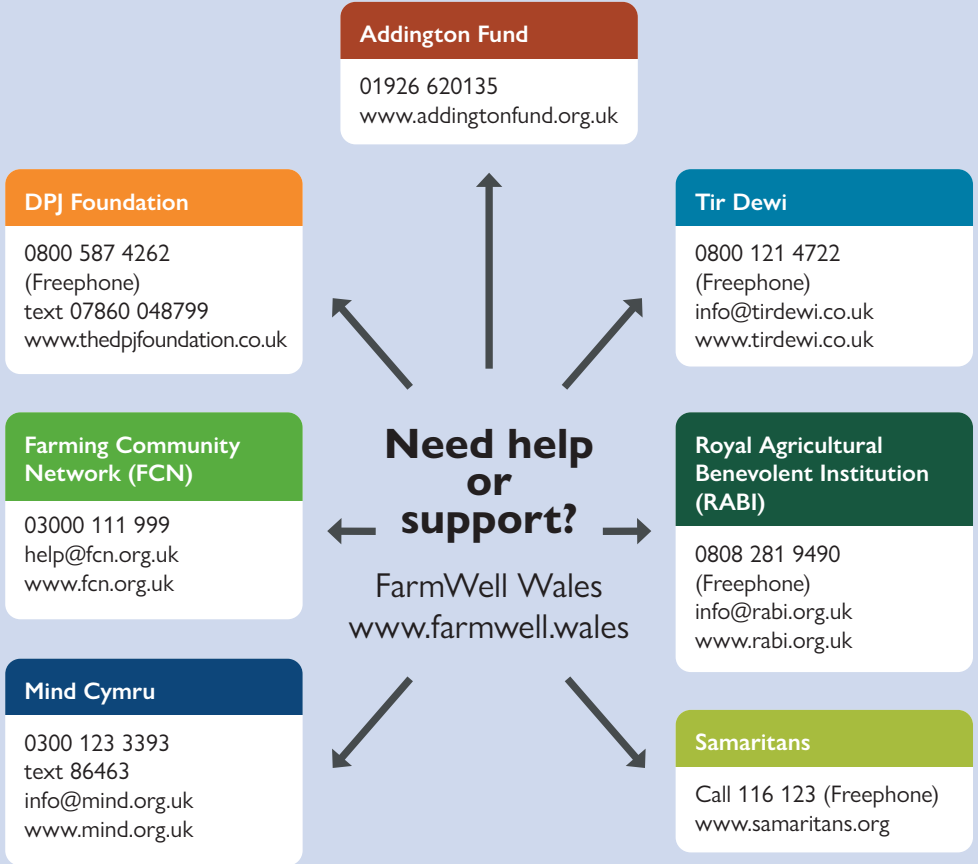 Addington Fund
01926 620135
www.addingtonfund.org.uk
DPJ Foundation
0800 587 4262
(Freephone)
text 07860 048799
www.thedpjfoundation.co.uk
Tir Dewi
0800 121 4722
(Freephone)
info@tirdewi.co.uk
www.tirdewi.co.uk
Farming Community
Network (FCN)
03000 111 999
help@fcn.org.uk
www.fcn.org.uk
Need help
or
support?
FarmWell Wales
www.farmwell.wales
Royal Agricultural
Benevolent Institution
(RABI)
0808 281 9490
(Freephone)
info@rabi.org.uk
www.rabi.org.uk
Mind Cymru
0300 123 3393
text 86463
info@mind.org.uk
www.mind.org.uk
Samaritans
Call 116 123 (Freephone)
www.samaritans.org